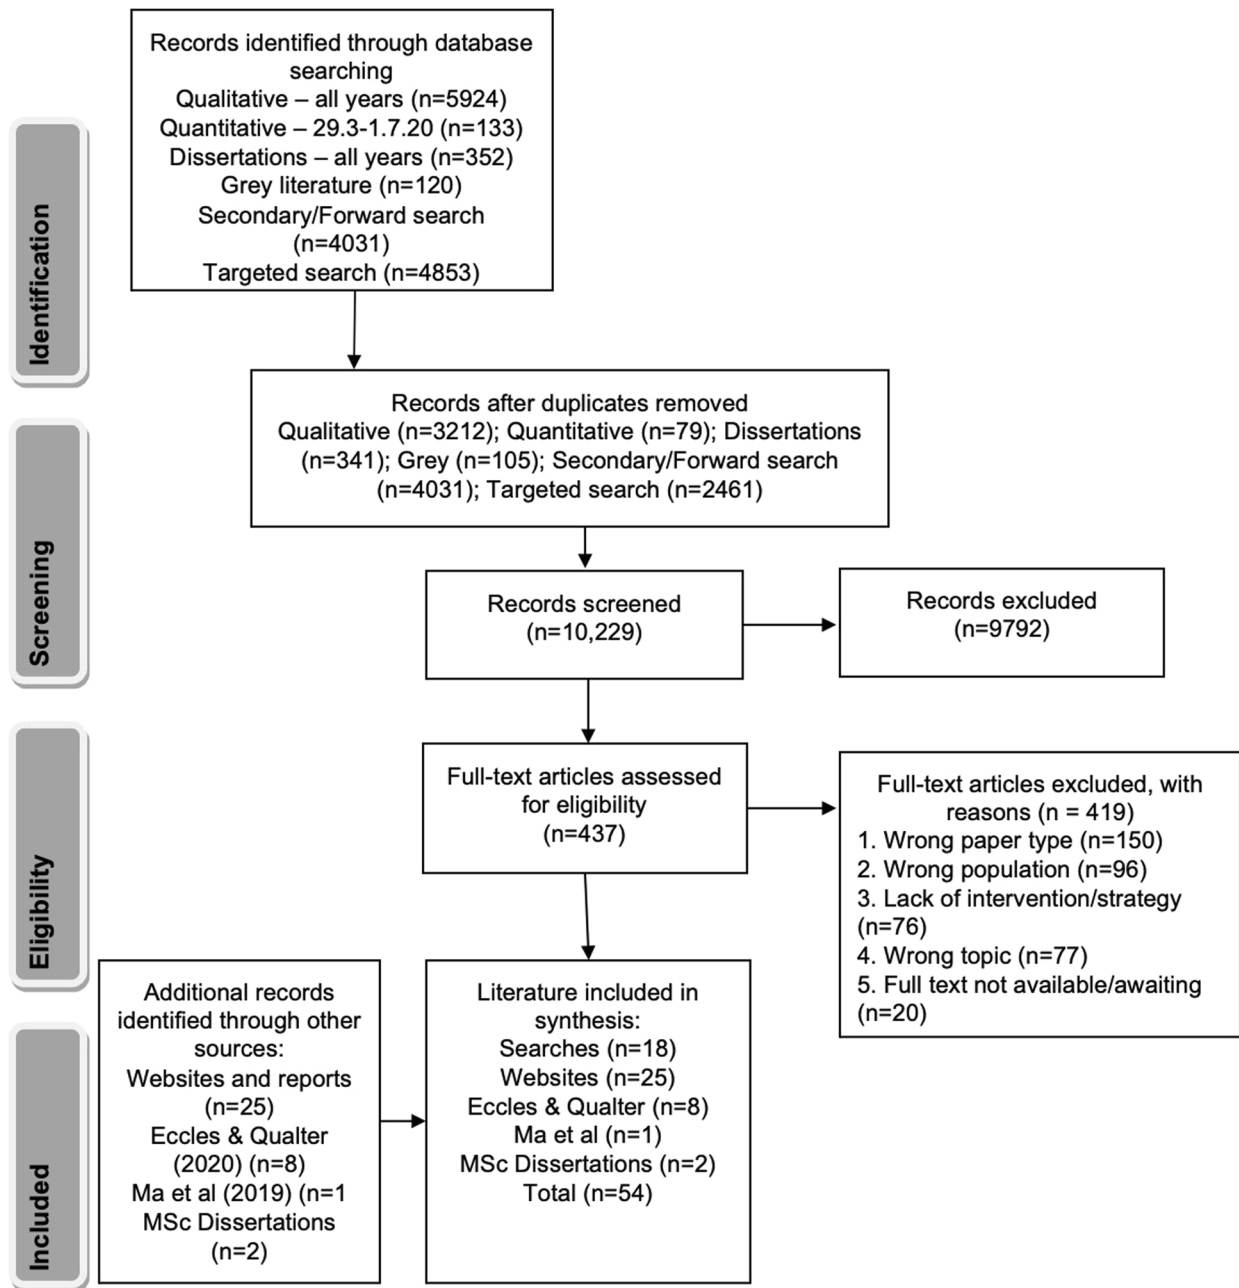 Records identified through database
searching
Qualitative – all years (n=5924)
Quantitative – 29.3-1.7.20 (n=133)
Dissertations – all years (n=352)
Grey literature (n=120)
Secondary/Forward search
(n=4031)
Targeted search (n=4853)
Identification
Records after duplicates removed
Qualitative (n=3212); Quantitative (n=79); Dissertations
(n=341); Grey (n=105); Secondary/Forward search
(n=4031); Targeted search (n=2461)
Screening
Records screened
(n=10,229)
Records excluded
(n=9792)
Full-text articles assessed
for eligibility
(n=437)
Full-text articles excluded, with
reasons (n = 419)
1. Wrong paper type (n=150)
2. Wrong population (n=96)
3. Lack of intervention/strategy
(n=76)
4. Wrong topic (n=77)
5. Full text not available/awaiting
(n=20)
Eligibility
Additional records
identified through other
sources:
Websites and reports
(n=25)
Eccles & Qualter
(2020) (n=8)
Ma et al (2019) (n=1
MSc Dissertations
(n=2)
Literature included in
synthesis:
Searches (n=18)
Websites (n=25)
Eccles & Qualter (n=8)
Ma et al (n=1)
MSc Dissertations (n=2)
Total (n=54)
Included